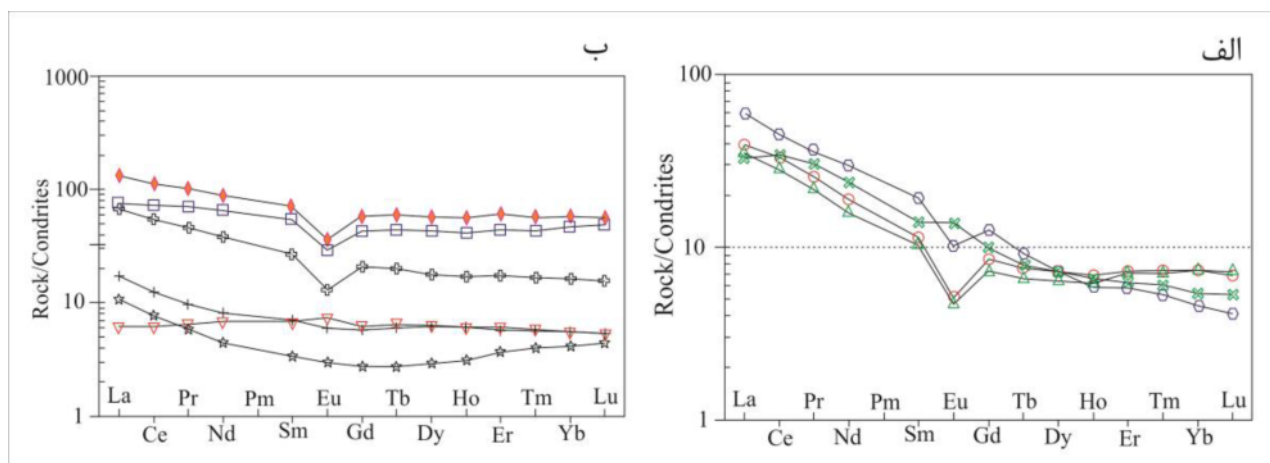 الف
100
10
1
Rock/Condrites
La Pr Pm Eu Tb Ho Tm Lu
Ce Nd Sm Gd Dy Er Yb
ب
1000
100
10
1
Rock/Condrites
La Pr Pm Eu Tb Ho Tm Lu
Ce Nd Sm Gd Dy Er Yb